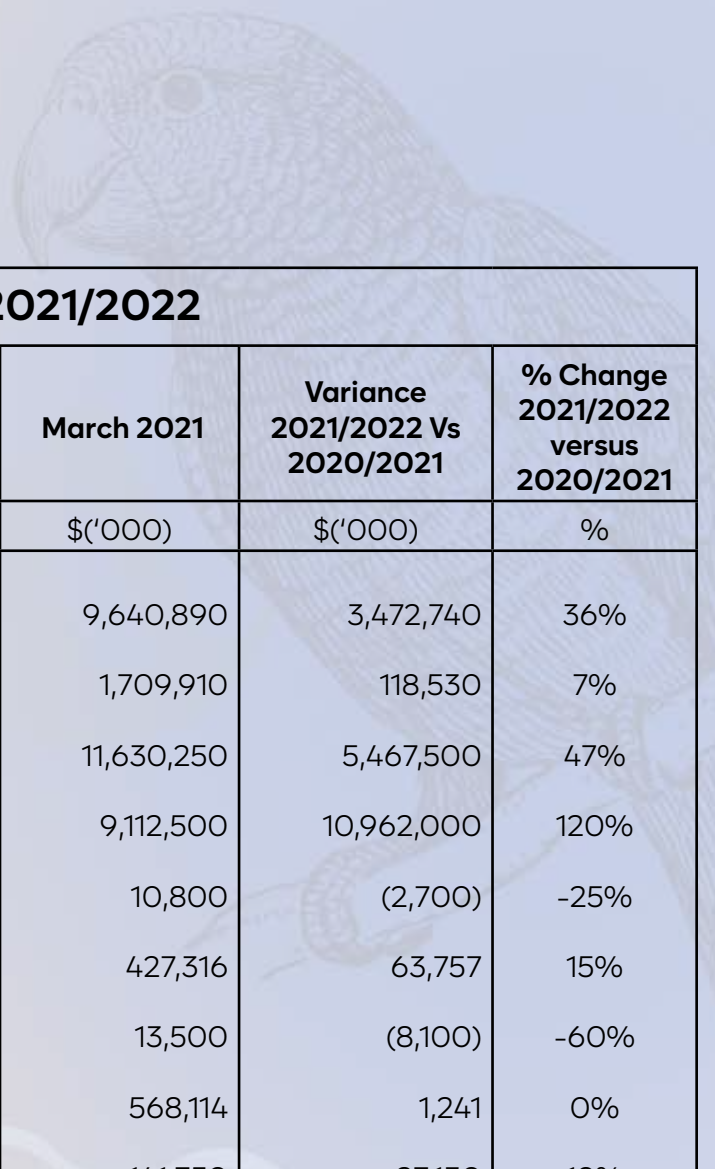 2021/2022
March 2021
Variance
2021/2022 Vs
2020/2021
% Change
2021/2022
versus
2020/2021
$(‘000) $(‘000) %
9,640,890 3,472,740 36%
1,709,910 118,530 7%
11,630,250 5,467,500 47%
9,112,500 10,962,000 120%
10,800 (2,700) -25%
427,316 63,757 15%
13,500 (8,100) -60%
568,114 1,241 0%